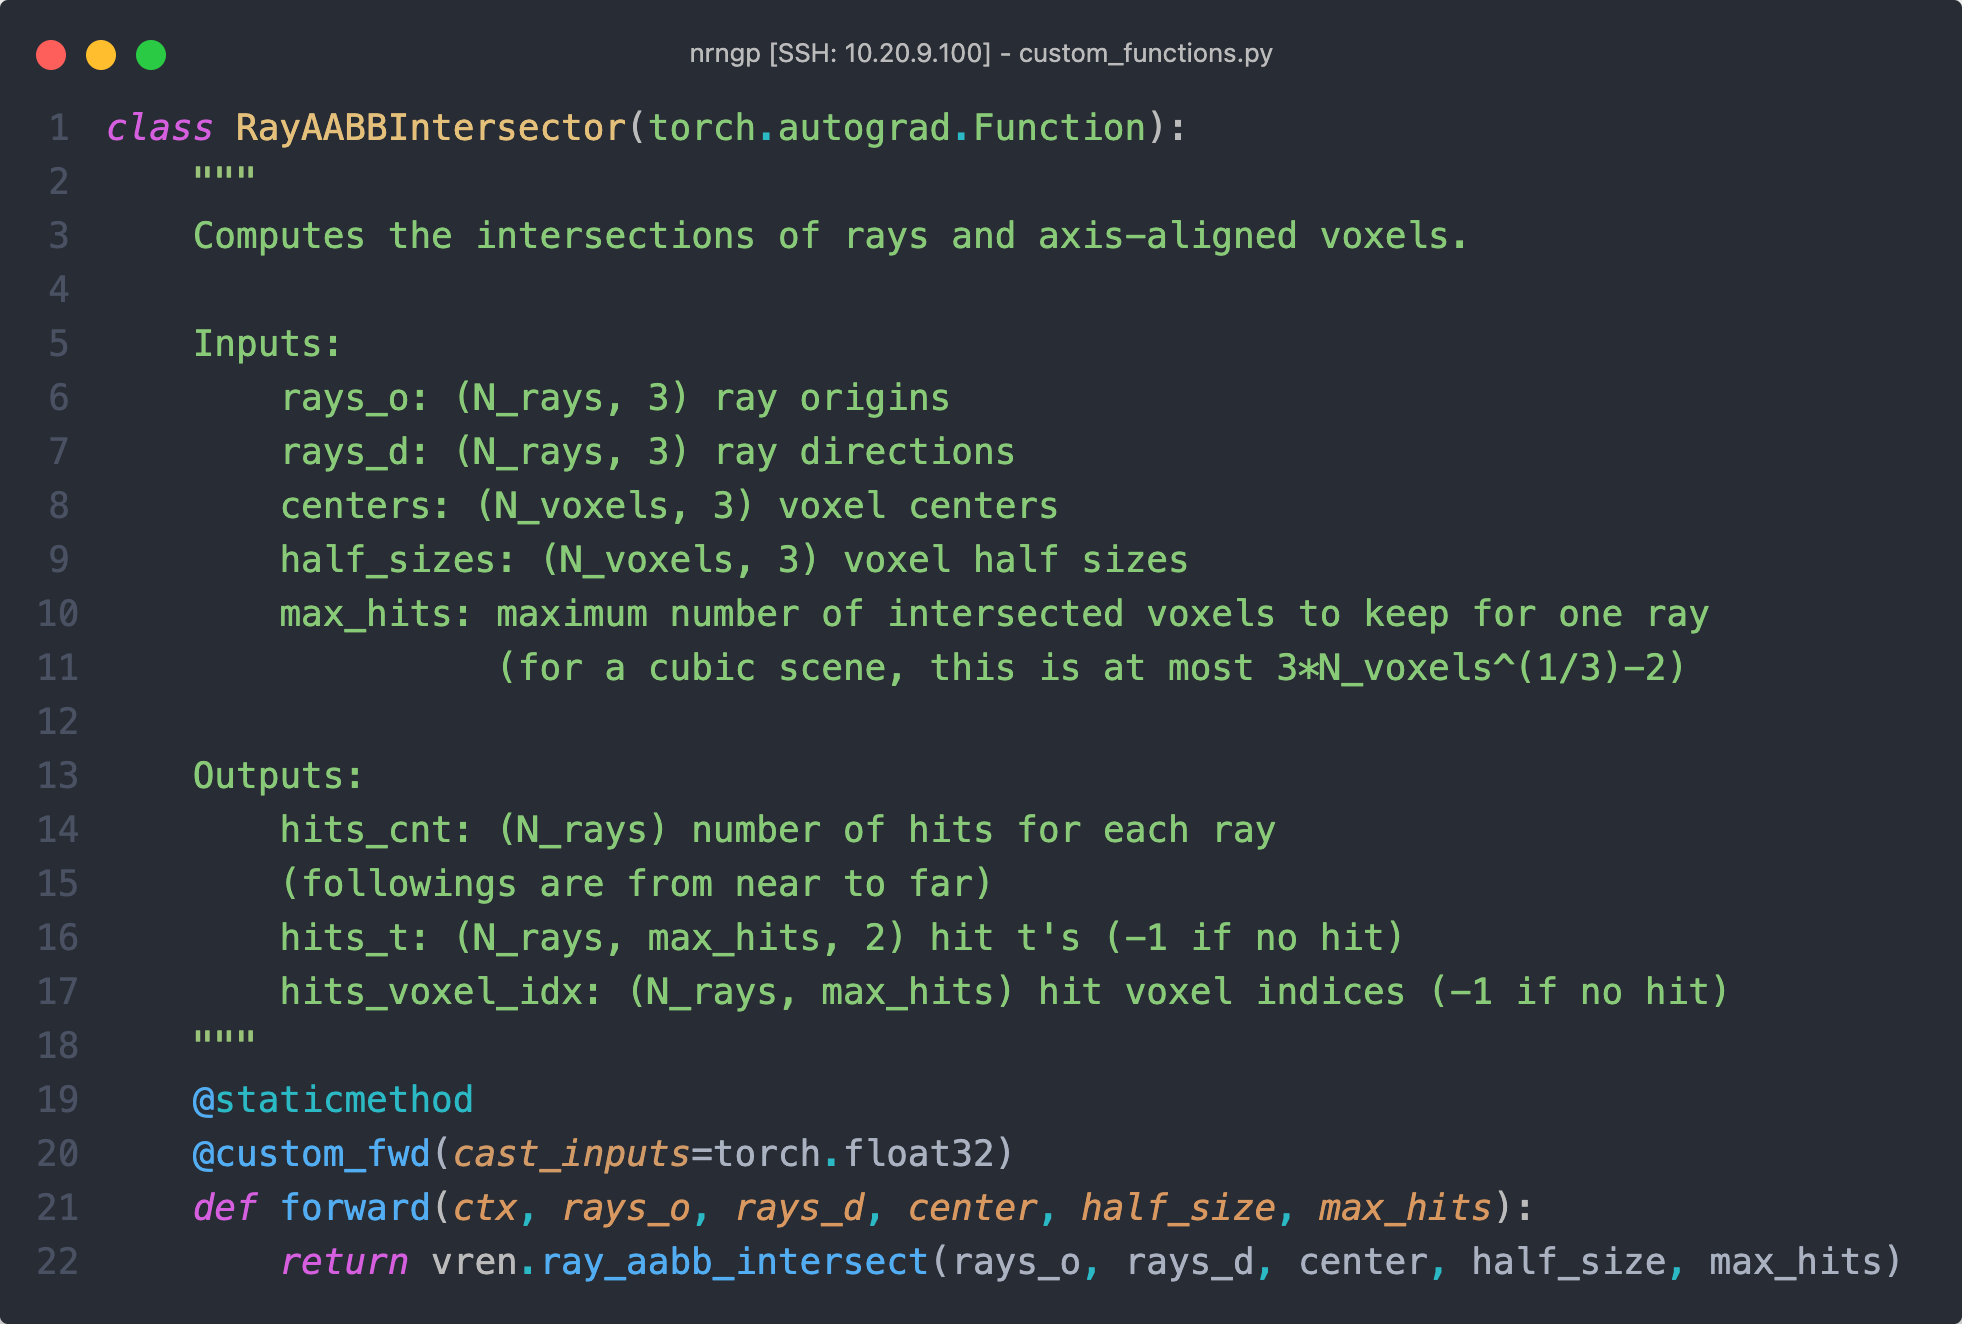 nrngp [SSH: 10.20.9.100] - custom_functions.py
1 class RayAABBIntersector(torch.autograd.Function):
2     """
3     Computes the intersections of rays and axis-aligned voxels.
4
5     Inputs:
6         rays_o: (N_rays, 3) ray origins
7         rays_d: (N_rays, 3) ray directions
8         centers: (N_voxels, 3) voxel centers
9         half_sizes: (N_voxels, 3) voxel half sizes
10         max_hits: maximum number of intersected voxels to keep for one ray
11                   (for a cubic scene, this is at most 3*N_voxels^(1/3)-2)
12
13     Outputs:
14         hits_cnt: (N_rays) number of hits for each ray
15         (followings are from near to far)
16         hits_t: (N_rays, max_hits, 2) hit t's (-1 if no hit)
17         hits_voxel_idx: (N_rays, max_hits) hit voxel indices (-1 if no hit)
18     """
19     @staticmethod
20     @custom_fwd(cast_inputs=torch.float32)
21     def forward(ctx, rays_o, rays_d, center, half_size, max_hits):
22         return vren.ray_aabb_intersect(rays_o, rays_d, center, half_size, max_hits)